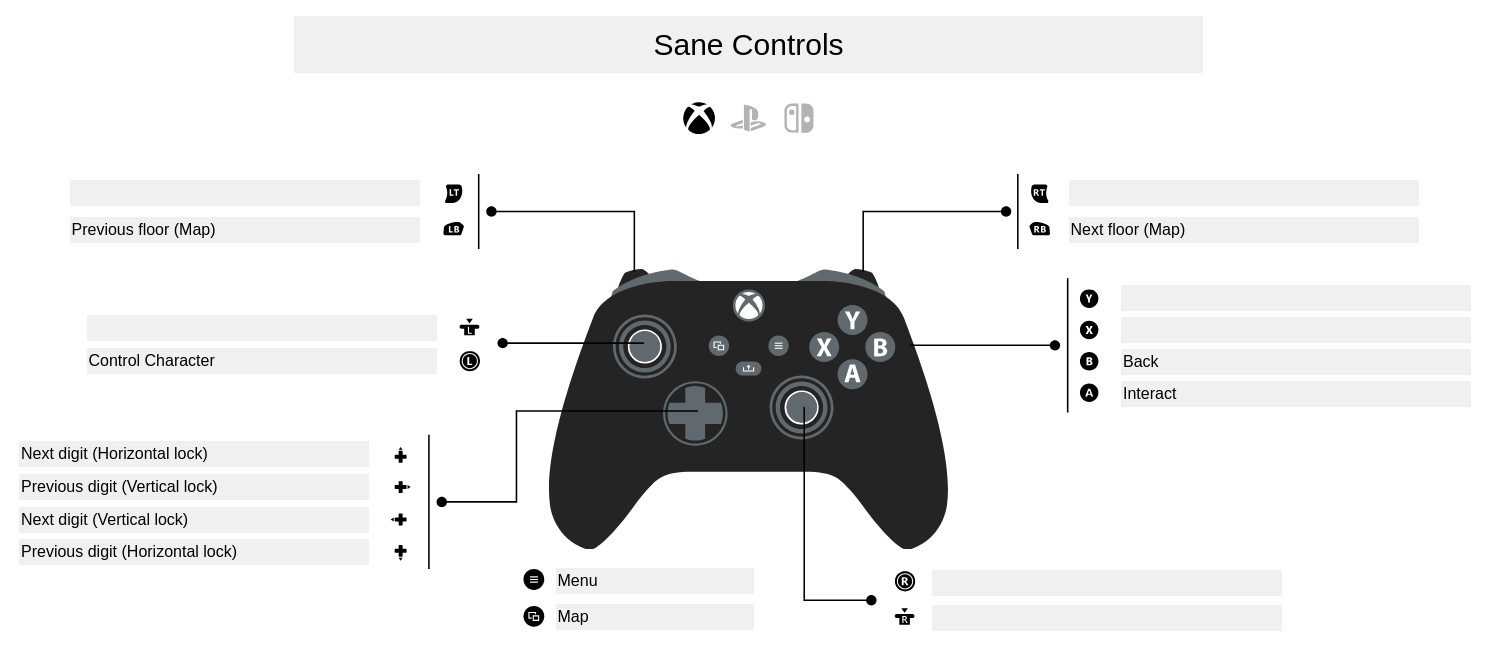 Sane Controls
LT
RT
Previous floor (Map)
LB
RB
Next floor (Map)
Y
L
Y
X
X
B
Control Character
L
B
Back
A
A
Interact
Next digit (Horizontal lock)
Previous digit (Vertical lock)
Next digit (Vertical lock)
Previous digit (Horizontal lock)
Menu
R
Map
R